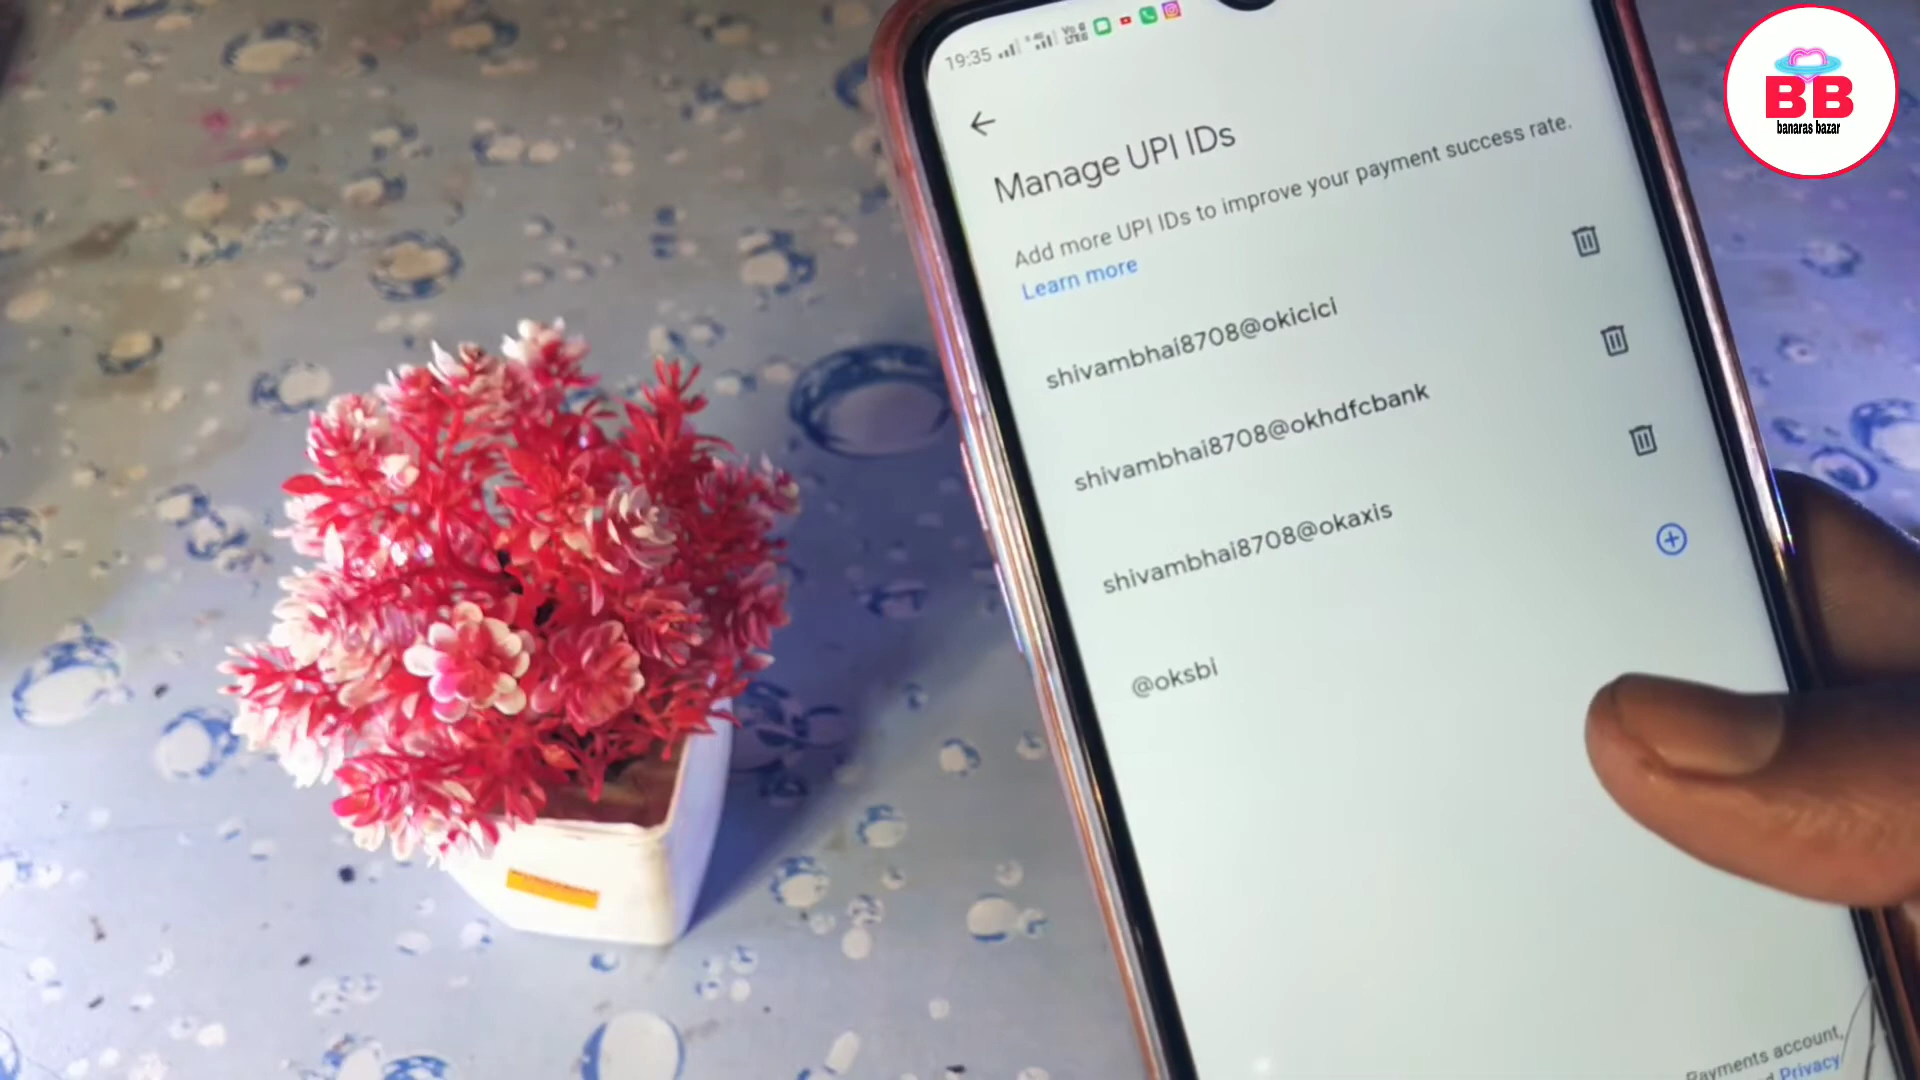 BB
banaras bazar
19:35
Manage UPI IDs
Add more UPI IDs to improve your payment success rate.
Learn more
shivambhai8708@okicici
shivambhai8708@okhdfcbank
shivambhai8708@okaxis
@oksbi
Payments account,
Privacy